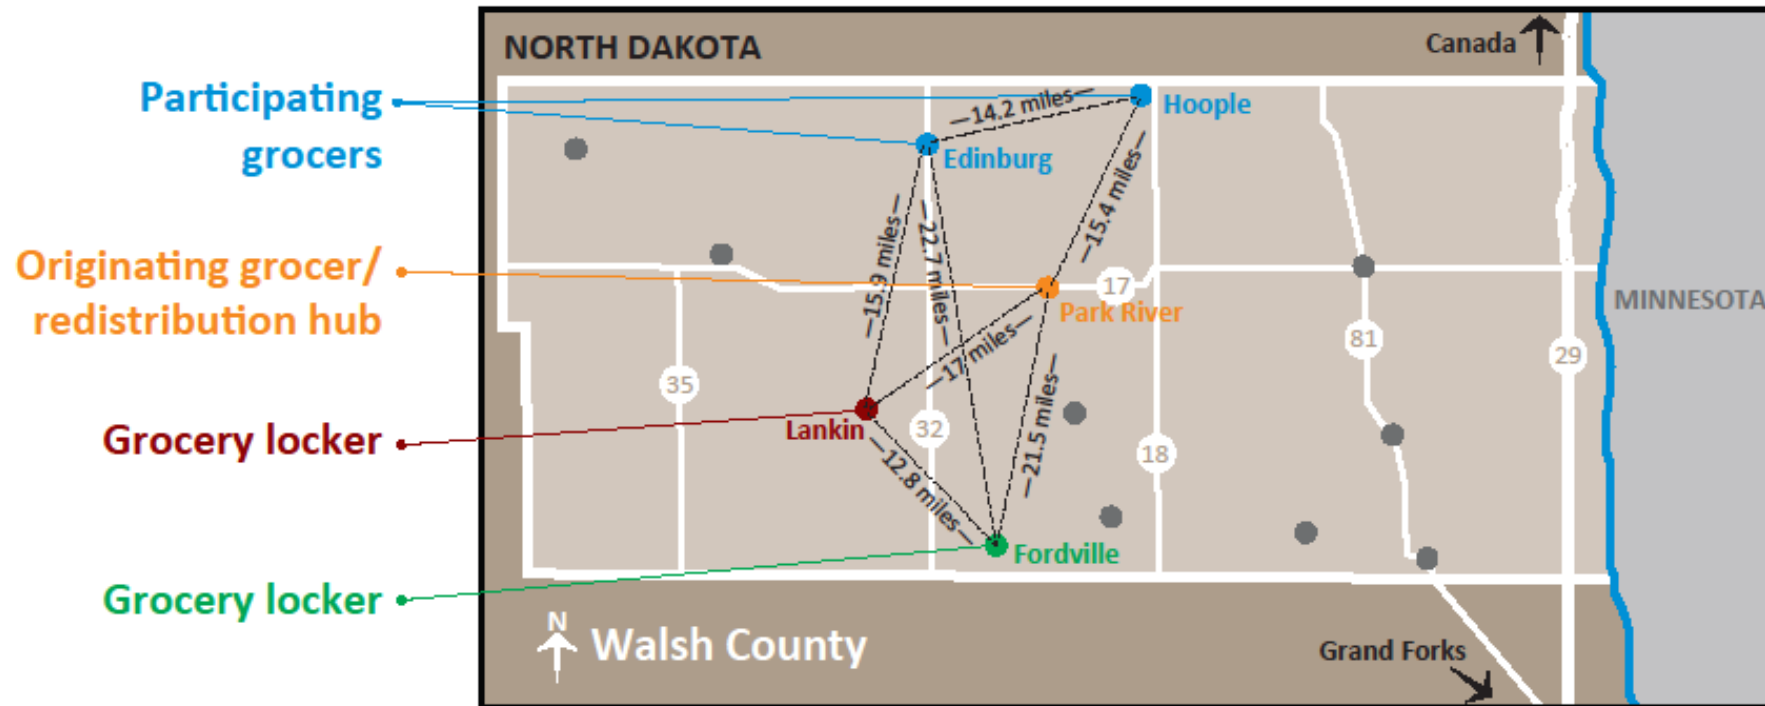 Participating
grocers
Originating grocer/
redistribution hub
Grocery locker
Grocery locker
NORTH DAKOTA
Canada
Hoople
—14.2 miles—
Edinburg
—15.4 miles—
—15.9 miles—
—22.7 miles—
17
Park River
MINNESOTA
—17 miles—
81
29
35
Lankin
32
—21.5 miles—
18
—12.8 miles—
Fordville
N
Walsh County
Grand Forks